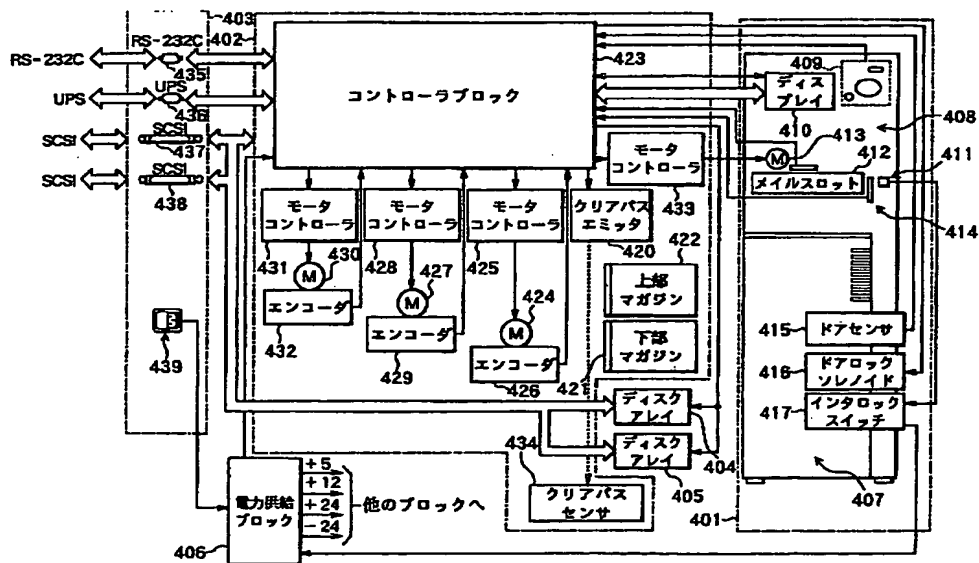 403
402
RS-232C
RS-232C
435
UPS
UPS
436
SCSI
SCSI
437
SCSI
SCSI
438
439
コントローラブロック
423
モータ
コントローラ
431
430
M
エンコーダ
432
モータ
コントローラ
428
427
M
エンコーダ
429
モータ
コントローラ
425
424
M
エンコーダ
426
クリアパス
エミッタ
420
モータ
コントローラ
433
422
上部
マガジン
下部
マガジン
421
ディスク
アレイ
404
ディスク
アレイ
405
434
クリアパス
センサ
電力供給
ブロック
406
+5
+12
+24
-24
他のブロックへ
409
ディス
プレイ
410
408
M
413
412
411
メイルスロット
414
415
ドアセンサ
416
ドアロック
ソレノイド
417
インタロック
スイッチ
407
401